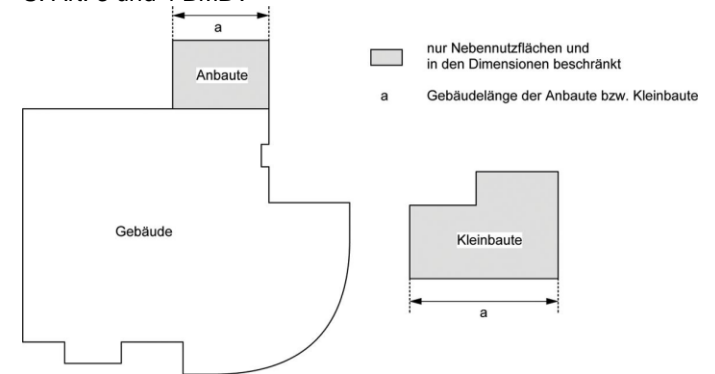 a
Anbaute
nur Nebennutzflächen und
in den Dimensionen beschränkt
a Gebäudelänge der Anbaute bzw. Kleinbaute
Gebäude
Kleinbaute
a